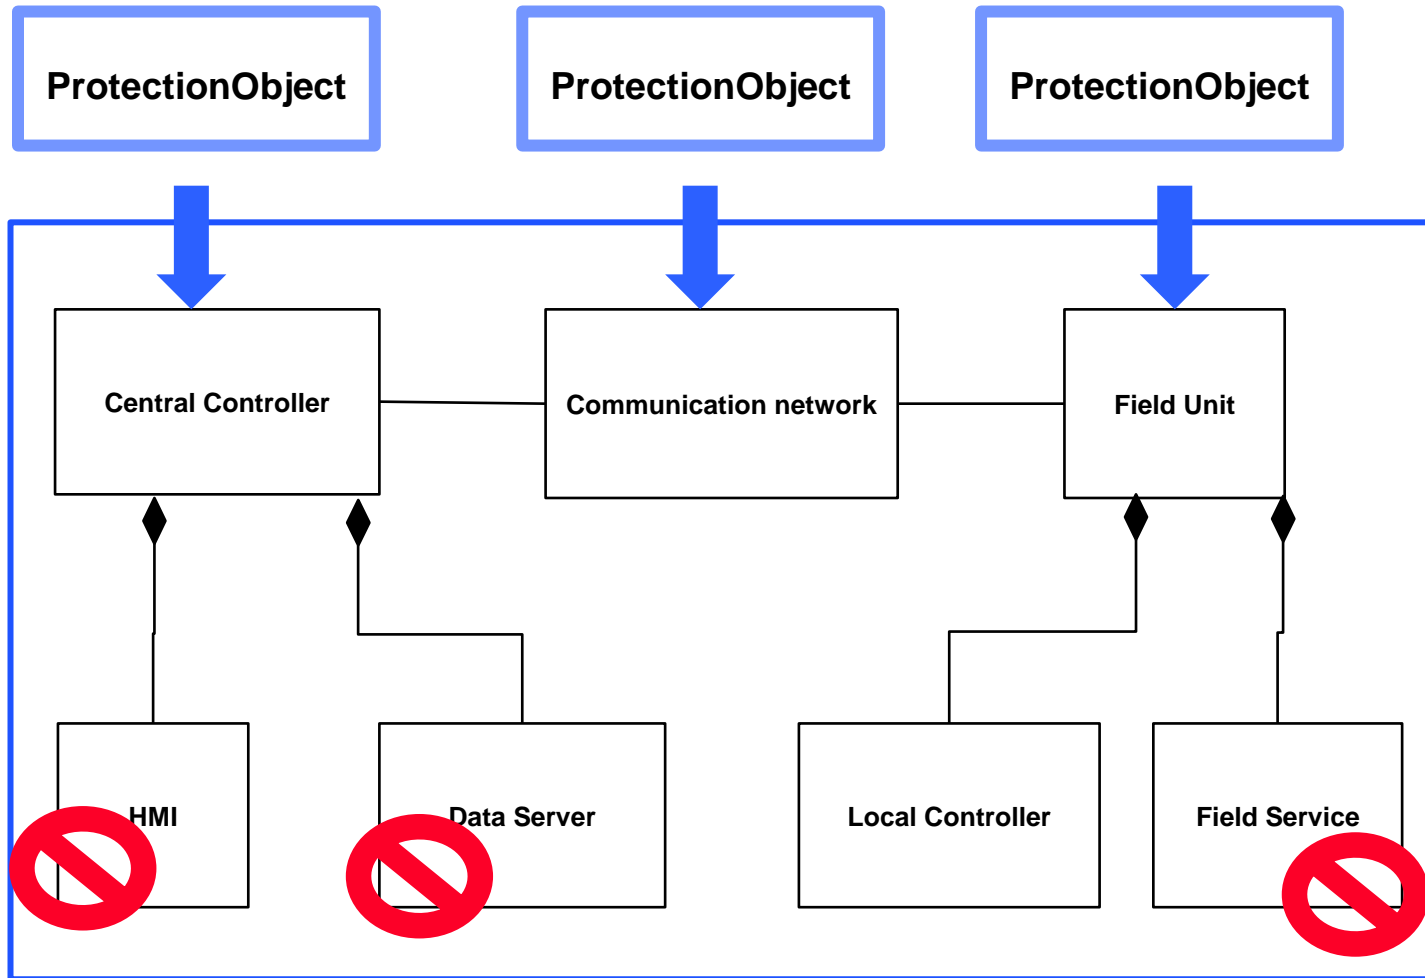 ProtectionObject
ProtectionObject
ProtectionObject
Central Controller
Communication network
Field Unit
HMI
Data Server
Local Controller
Field Service